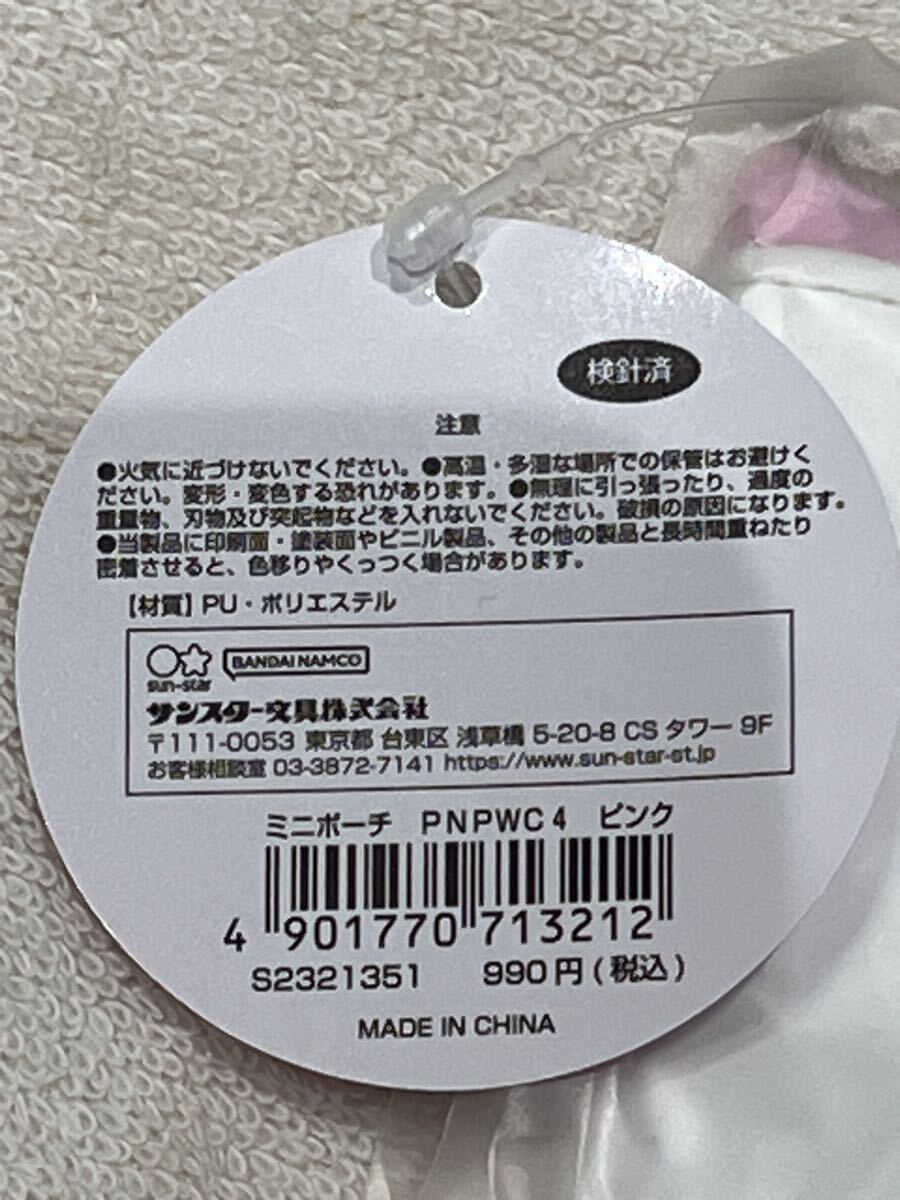 検針済
注意
●火気に近づけないでください。●高温・多湿な場所での保管はお避けく
ださい。変形・変色する恐れがあります。●無理に引っ張ったり、過度の
重量物、刃物及び突起物などを入れないでください。破損の原因になります。
●当製品に印刷面・塗装面やビニル製品、その他の製品と長時間重ねたり
密着させると、色移りやくっつく場合があります。
【材質】PU・ポリエステル
sun-star BANDAI NAMCO
サンスター文具株式会社
〒111-0053 東京都 台東区 浅草橋 5-20-8 CS タワー 9F
お客様相談室 03-3872-7141 https://www.sun-star-st.jp
ミニポーチ PNPWC4 ピンク
4 901770 713212
S2321351 990円(税込)
MADE IN CHINA